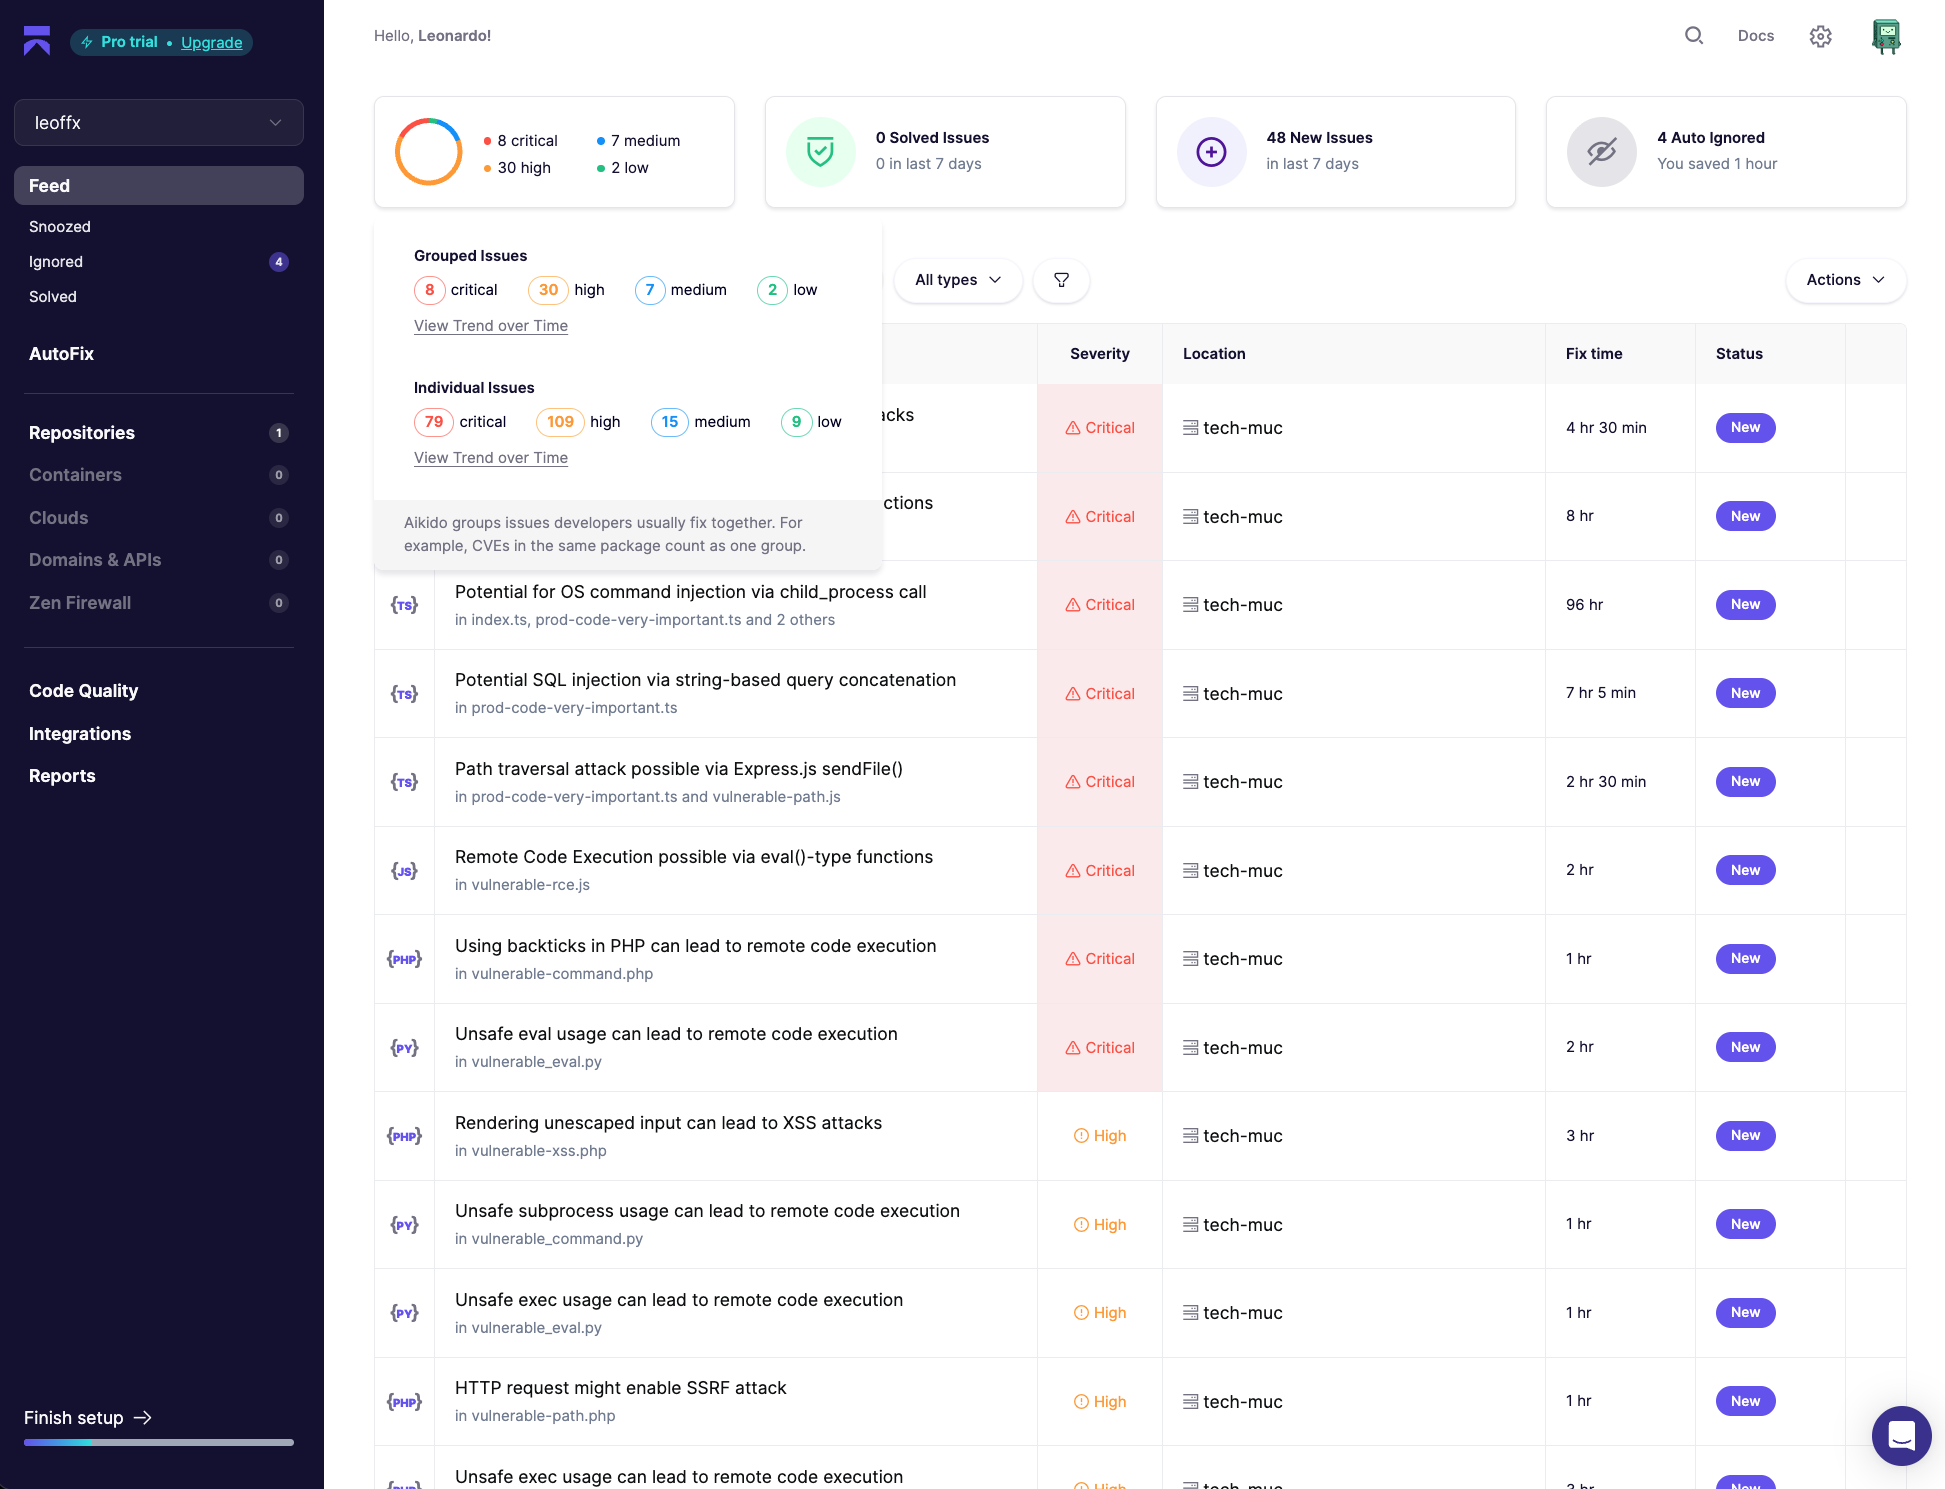 Pro trial • Upgrade
Hello, Leonardo!
Docs
leoffx
Feed
Snoozed
Ignored 4
Solved
AutoFix
Repositories 1
Containers 0
Clouds 0
Domains & APIs 0
Zen Firewall 0
Code Quality
Integrations
Reports
Finish setup
8 critical
7 medium
30 high
2 low
0 Solved Issues
0 in last 7 days
48 New Issues
in last 7 days
4 Auto Ignored
You saved 1 hour
Grouped Issues
8 critical 30 high 7 medium 2 low
View Trend over Time
Individual Issues
79 critical 109 high 15 medium 9 low
View Trend over Time
Aikido groups issues developers usually fix together. For
example, CVEs in the same package count as one group.
All types
Actions
Severity Location Fix time Status
acks
Critical tech-muc 4 hr 30 min New
ctions
Critical tech-muc 8 hr New
{TS} Potential for OS command injection via child_process call
in index.ts, prod-code-very-important.ts and 2 others
Critical tech-muc 96 hr New
{TS} Potential SQL injection via string-based query concatenation
in prod-code-very-important.ts
Critical tech-muc 7 hr 5 min New
{TS} Path traversal attack possible via Express.js sendFile()
in prod-code-very-important.ts and vulnerable-path.js
Critical tech-muc 2 hr 30 min New
{JS} Remote Code Execution possible via eval()-type functions
in vulnerable-rce.js
Critical tech-muc 2 hr New
{PHP} Using backticks in PHP can lead to remote code execution
in vulnerable-command.php
Critical tech-muc 1 hr New
{PY} Unsafe eval usage can lead to remote code execution
in vulnerable_eval.py
Critical tech-muc 2 hr New
{PHP} Rendering unescaped input can lead to XSS attacks
in vulnerable-xss.php
High tech-muc 3 hr New
{PY} Unsafe subprocess usage can lead to remote code execution
in vulnerable_command.py
High tech-muc 1 hr New
{PY} Unsafe exec usage can lead to remote code execution
in vulnerable_eval.py
High tech-muc 1 hr New
{PHP} HTTP request might enable SSRF attack
in vulnerable-path.php
High tech-muc 1 hr New
{PHP} Unsafe exec usage can lead to remote code execution
High tech-muc 3 hr New